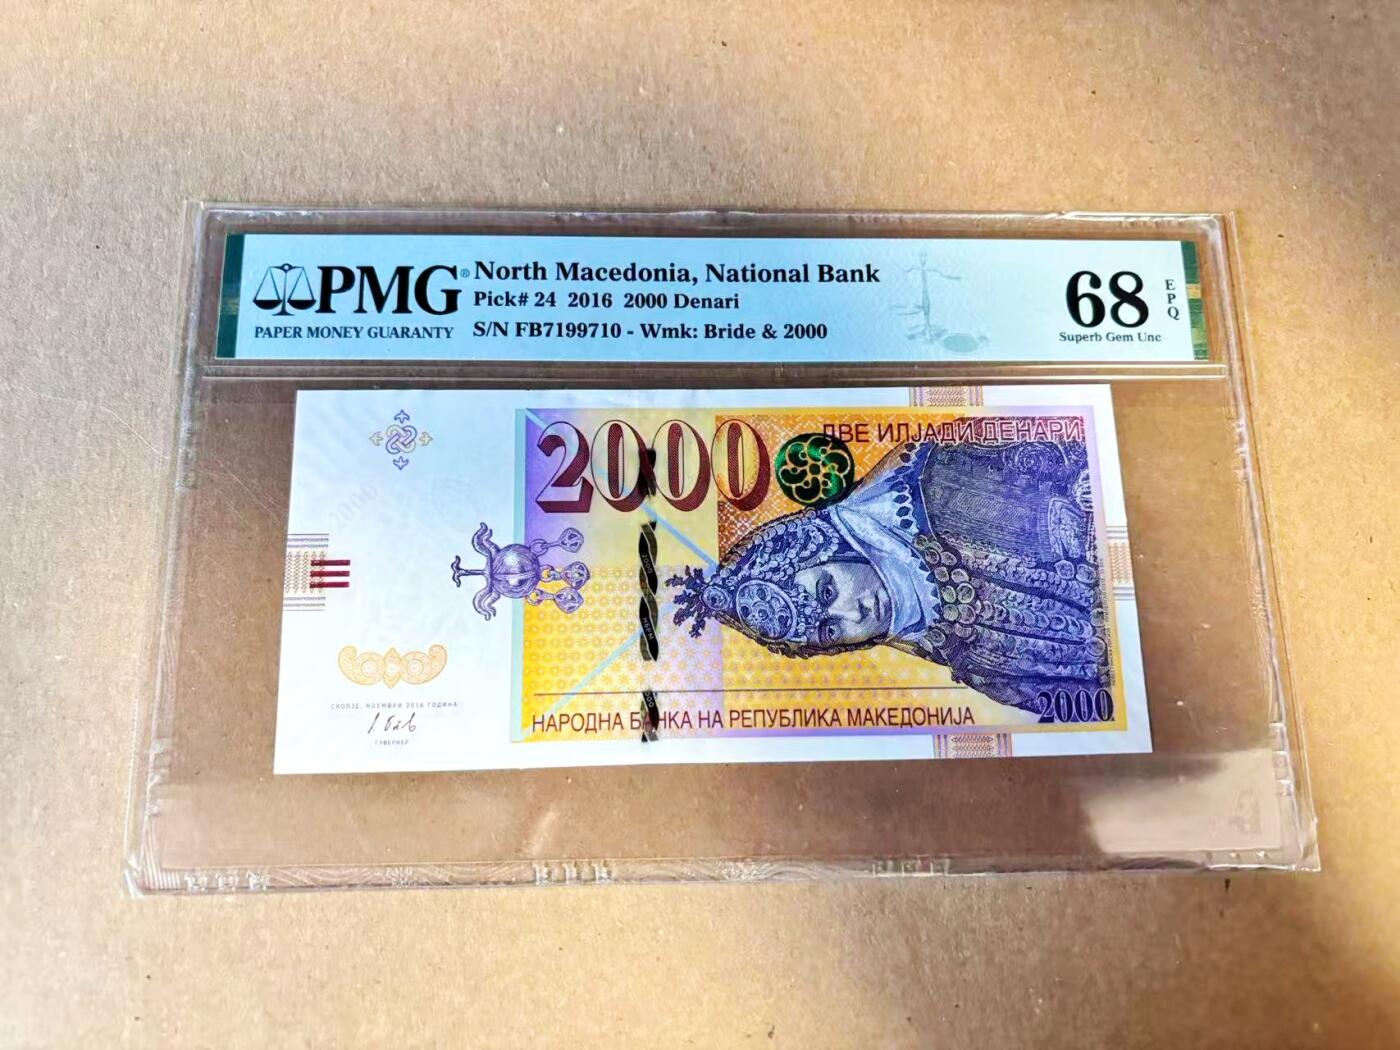 PMG®
PAPER MONEY GUARANTY
North Macedonia, National Bank
Pick# 24 2016 2000 Denari
S/N FB7199710 - Wmk: Bride & 2000
68
EPQ
Superb Gem Unc
2000
ДВЕ ИЛЈАДИ ДЕНАРИ
СКОПЈЕ, НОЕМВРИ 2016 ГОДИНА
ГУВЕРНЕР
НАРОДНА БАНКА НА РЕПУБЛИКА МАКЕДОНИЈА
2000